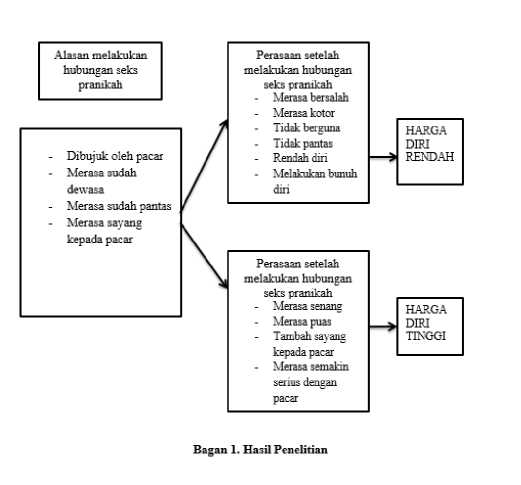 Alasan melakukan
hubungan seks
pranikah
- Dibujuk oleh pacar
- Merasa sudah
dewasa
- Merasa sudah pantas
- Merasa sayang
kepada pacar
Perasaan setelah
melakukan hubungan
seks pranikah
- Merasa bersalah
- Merasa kotor
- Tidak berguna
- Tidak pantas
- Rendah diri
- Melakukan bunuh
diri
HARGA
DIRI
RENDAH
Perasaan setelah
melakukan hubungan
seks pranikah
- Merasa senang
- Merasa puas
- Tambah sayang
kepada pacar
- Merasa semakin
serius dengan
pacar
HARGA
DIRI
TINGGI
Bagan 1. Hasil Penelitian